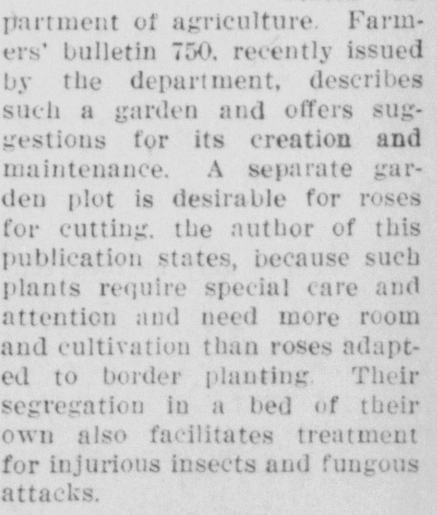 partment of agriculture. Farm-
ers' bulletin 750, recently issued
by the department, describes
such a garden and offers sug-
gestions for its creation and
maintenance. A separate gar-
den plot is desirable for roses
for cutting, the author of this
publication states, because such
plants require special care and
attention and need more room
and cultivation than roses adapt-
ed to border planting. Their
segregation in a bed of their
own also facilitates treatment
for injurious insects and fungous
attacks.